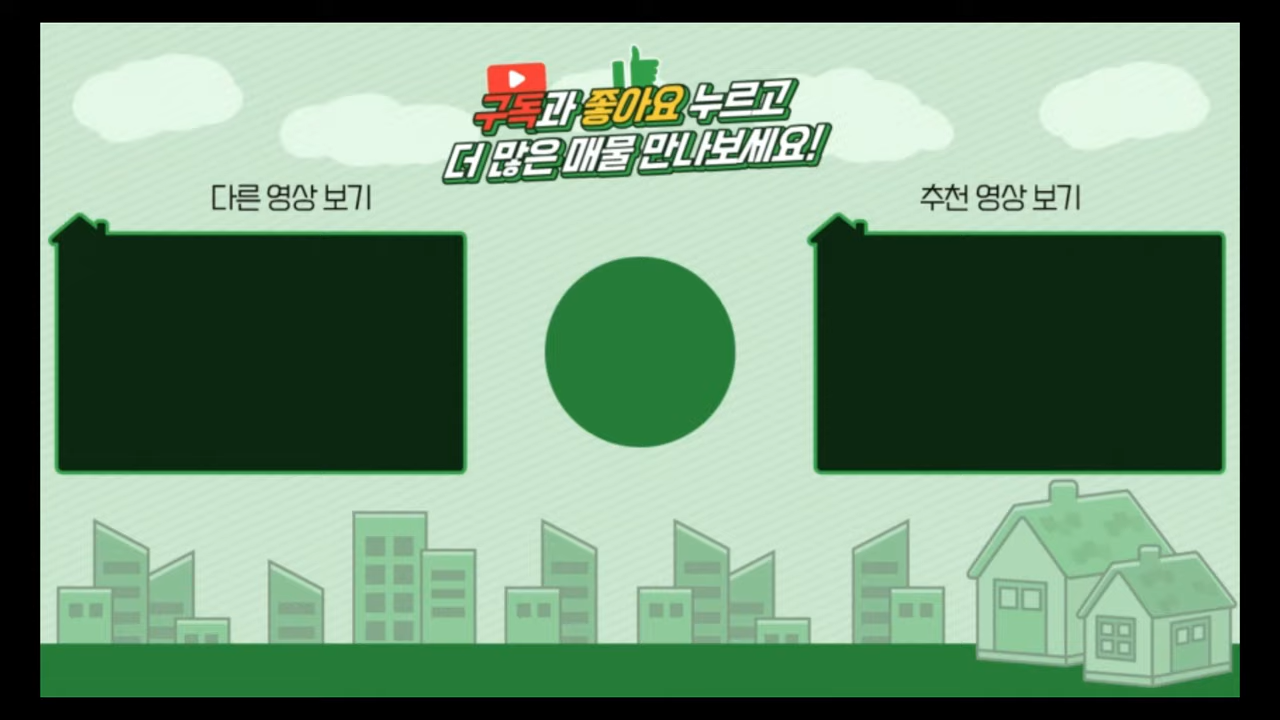 구독과 좋아요 누르고
더 많은 매물 만나보세요!
다른 영상 보기
추천 영상 보기